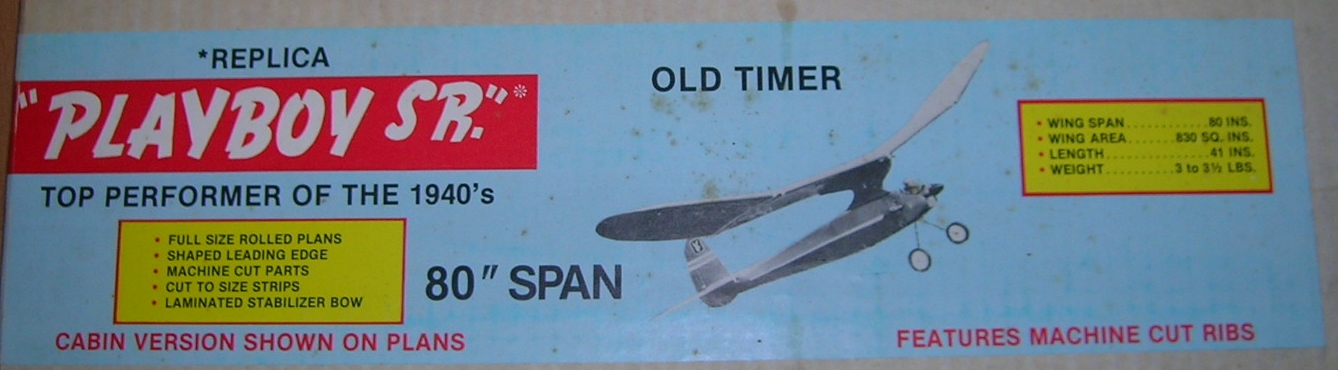 *REPLICA
"PLAYBOY SR."*
TOP PERFORMER OF THE 1940's
• FULL SIZE ROLLED PLANS
• SHAPED LEADING EDGE
• MACHINE CUT PARTS
• CUT TO SIZE STRIPS
• LAMINATED STABILIZER BOW
80" SPAN
CABIN VERSION SHOWN ON PLANS
OLD TIMER
• WING SPAN............80 INS.
• WING AREA.......830 SQ. INS.
• LENGTH...............41 INS.
• WEIGHT..........3 to 3½ LBS.
FEATURES MACHINE CUT RIBS